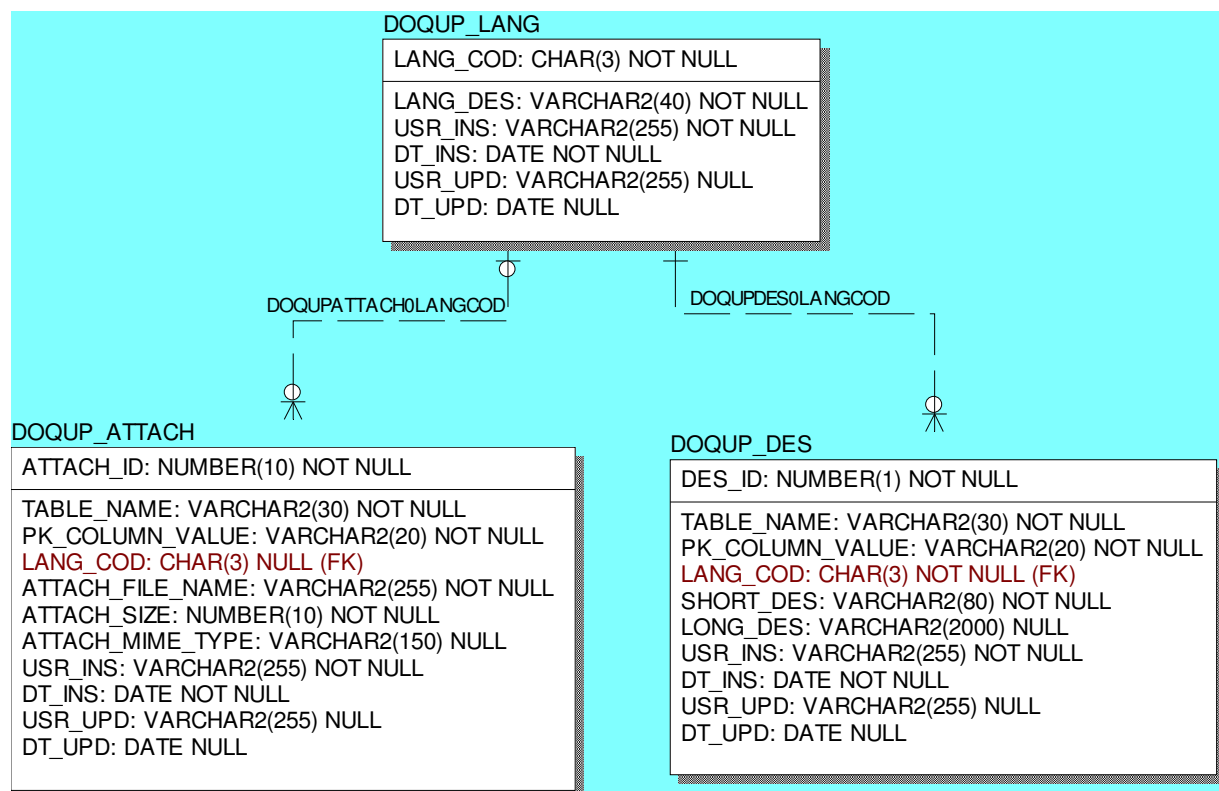 DOQUP_LANG
LANG_COD: CHAR(3) NOT NULL
LANG_DES: VARCHAR2(40) NOT NULL
USR_INS: VARCHAR2(255) NOT NULL
DT_INS: DATE NOT NULL
USR_UPD: VARCHAR2(255) NULL
DT_UPD: DATE NULL
DOQUPATTACH0LANGCOD
DOQUPDES0LANGCOD
DOQUP_ATTACH
ATTACH_ID: NUMBER(10) NOT NULL
TABLE_NAME: VARCHAR2(30) NOT NULL
PK_COLUMN_VALUE: VARCHAR2(20) NOT NULL
LANG_COD: CHAR(3) NULL (FK)
ATTACH_FILE_NAME: VARCHAR2(255) NOT NULL
ATTACH_SIZE: NUMBER(10) NOT NULL
ATTACH_MIME_TYPE: VARCHAR2(150) NULL
USR_INS: VARCHAR2(255) NOT NULL
DT_INS: DATE NOT NULL
USR_UPD: VARCHAR2(255) NULL
DT_UPD: DATE NULL
DOQUP_DES
DES_ID: NUMBER(1) NOT NULL
TABLE_NAME: VARCHAR2(30) NOT NULL
PK_COLUMN_VALUE: VARCHAR2(20) NOT NULL
LANG_COD: CHAR(3) NOT NULL (FK)
SHORT_DES: VARCHAR2(80) NOT NULL
LONG_DES: VARCHAR2(2000) NULL
USR_INS: VARCHAR2(255) NOT NULL
DT_INS: DATE NOT NULL
USR_UPD: VARCHAR2(255) NULL
DT_UPD: DATE NULL